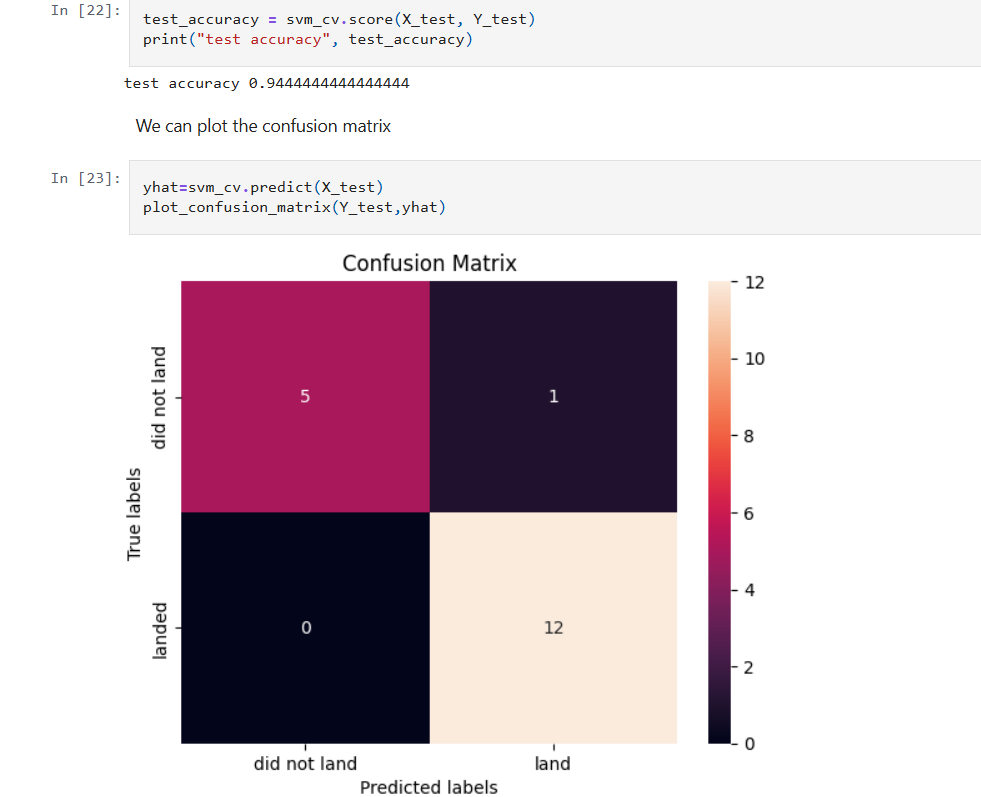 In [22]:
test_accuracy = svm_cv.score(X_test, Y_test)
print("test accuracy", test_accuracy)
test accuracy 0.9444444444444444
We can plot the confusion matrix
In [23]:
yhat=svm_cv.predict(X_test)
plot_confusion_matrix(Y_test,yhat)
Confusion Matrix
True labels
did not land
landed
5
1
0
12
did not land
land
Predicted labels
12
10
8
6
4
2
0